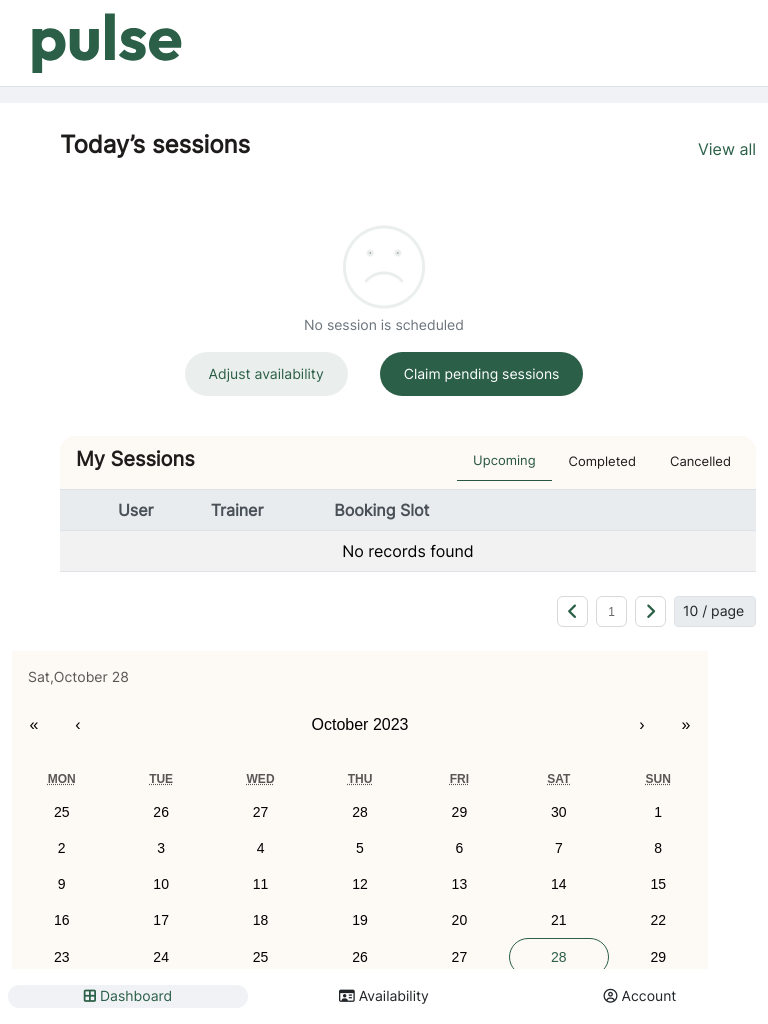 pulse
Today’s sessions
View all
No session is scheduled
Adjust availability
Claim pending sessions
My Sessions
Upcoming
Completed
Cancelled
User Trainer Booking Slot
No records found
1
10 / page
Sat,October 28
« ‹ October 2023 › »
MON TUE WED THU FRI SAT SUN
25 26 27 28 29 30 1
2 3 4 5 6 7 8
9 10 11 12 13 14 15
16 17 18 19 20 21 22
23 24 25 26 27 28 29
Dashboard Availability Account